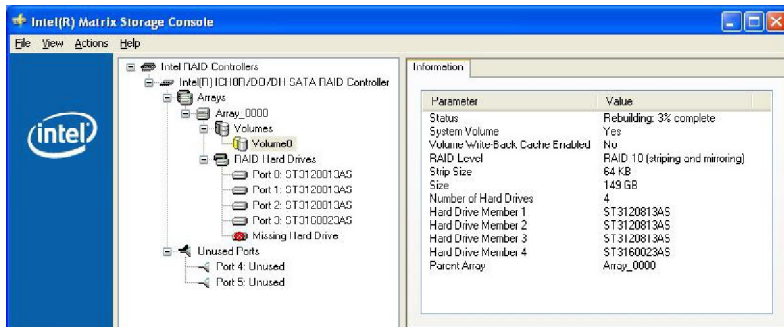 Intel(R) Matrix Storage Console
File View Actions Help
intel
Intel RAID Controllers
Intel(R) ICH8R/DO/DH SATA RAID Controller
Arrays
Array_0000
Volumes
Volume0
RAID Hard Drives
Port 0: ST3120813AS
Port 1: ST3120813AS
Port 2: ST3120813AS
Port 3: ST3160023AS
Missing Hard Drive
Unused Ports
Port 4: Unused
Port 5: Unused
Information
Parameter Value
Status Rebuilding: 3% complete
System Volume Yes
Volume Write-Back Cache Enabled No
RAID Level RAID 10 (striping and mirroring)
Strip Size 64 KB
Size 149 GB
Number of Hard Drives 4
Hard Drive Member 1 ST3120813AS
Hard Drive Member 2 ST3120813AS
Hard Drive Member 3 ST3120813AS
Hard Drive Member 4 ST3160023AS
Parent Array Array_0000